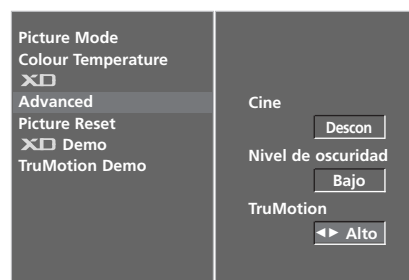 Picture Mode
Colour Temperature
XD
Advanced
Picture Reset
XD Demo
TruMotion Demo
Cine
Descon
Nivel de oscuridad
Bajo
TruMotion
Alto